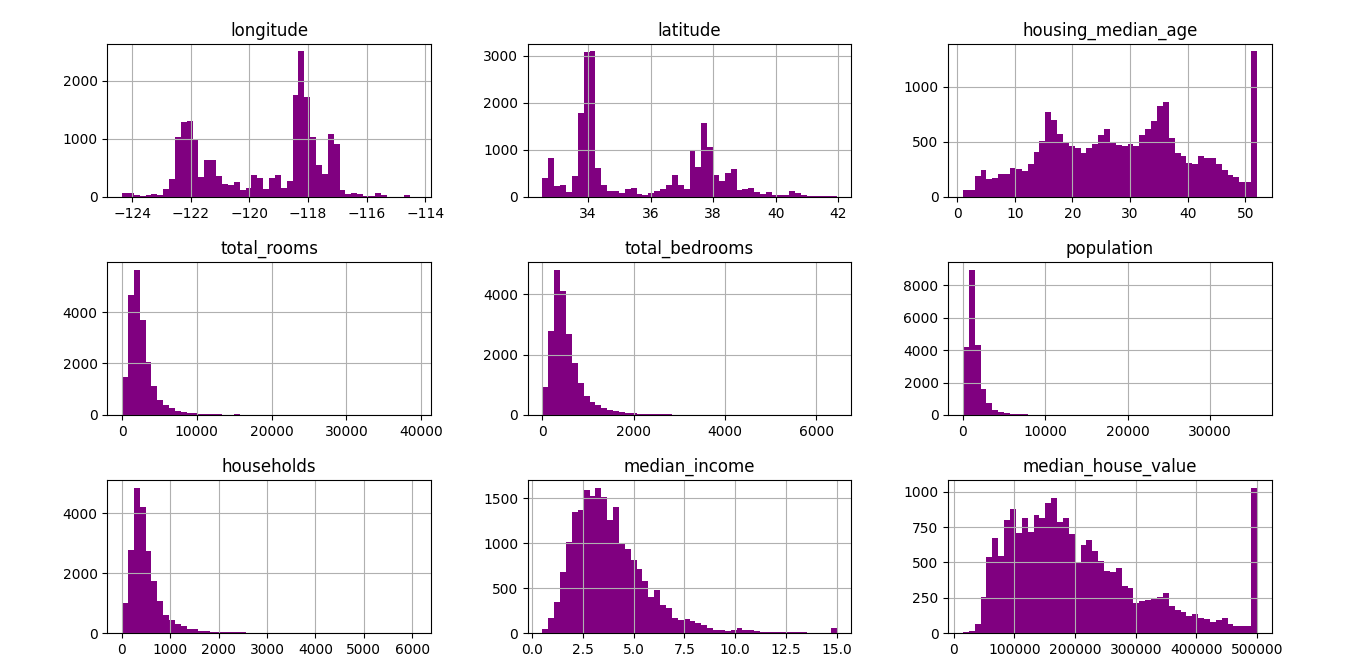 longitude latitude housing_median_age
2000 1000 0
−124 −122 −120 −118 −116 −114
3000 2000 1000 0
34 36 38 40 42
1000 500 0
0 10 20 30 40 50
total_rooms total_bedrooms population
4000 2000 0
0 10000 20000 30000 40000
4000 2000 0
0 2000 4000 6000
8000 6000 4000 2000 0
0 10000 20000 30000
households median_income median_house_value
4000 2000 0
0 1000 2000 3000 4000 5000 6000
1500 1000 500 0
0.0 2.5 5.0 7.5 10.0 12.5 15.0
1000 750 500 250 0
0 100000 200000 300000 400000 500000